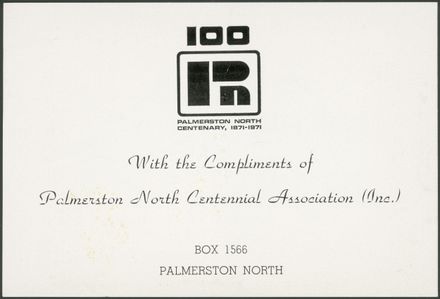 100
Pn
PALMERSTON NORTH
CENTENARY, 1871-1971
With the Compliments of
Palmerston North Centennial Association (Inc.)
BOX 1566
PALMERSTON NORTH